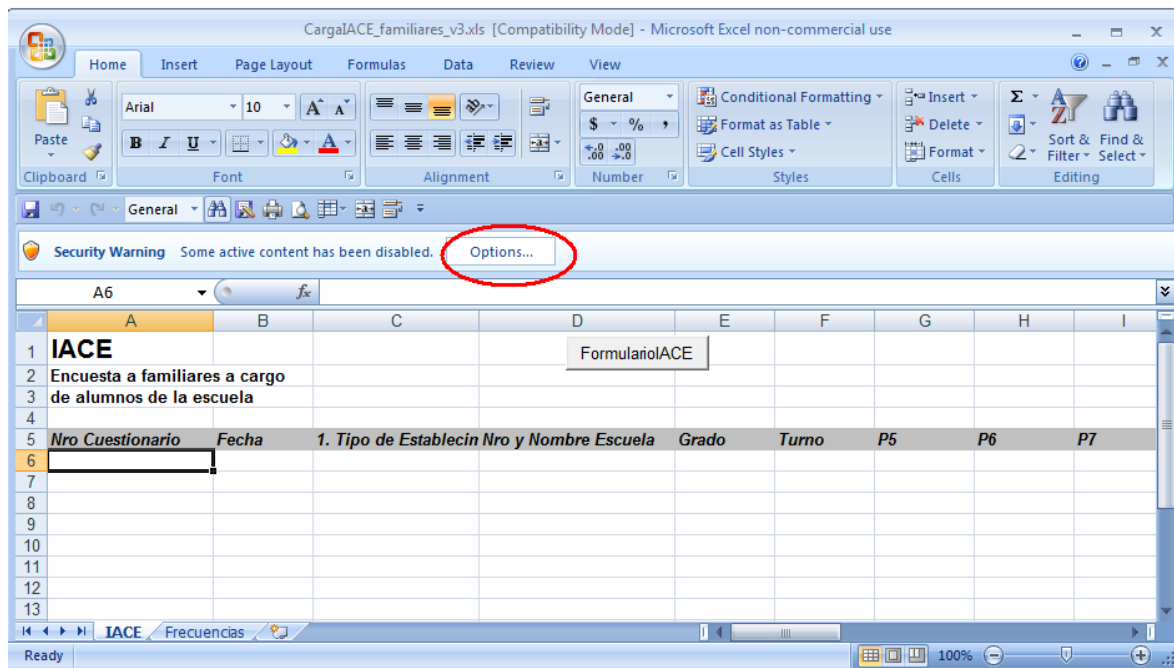 CargaIACE_familiares_v3.xls [Compatibility Mode] - Microsoft Excel non-commercial use
Home Insert Page Layout Formulas Data Review View
Arial 10 General Conditional Formatting Insert
Paste $ % , Format as Table Delete Sort & Find &
B I U Cell Styles Format Filter Select
Clipboard Font Alignment Number Styles Cells Editing
General
Security Warning Some active content has been disabled. Options...
A6 fx
A B C D E F G H I
1 IACE FormularioIACE
2 Encuesta a familiares a cargo
3 de alumnos de la escuela
4
5 Nro Cuestionario Fecha 1. Tipo de Establecin Nro y Nombre Escuela Grado Turno P5 P6 P7
6
7
8
9
10
11
12
13
IACE Frecuencias
Ready 100%